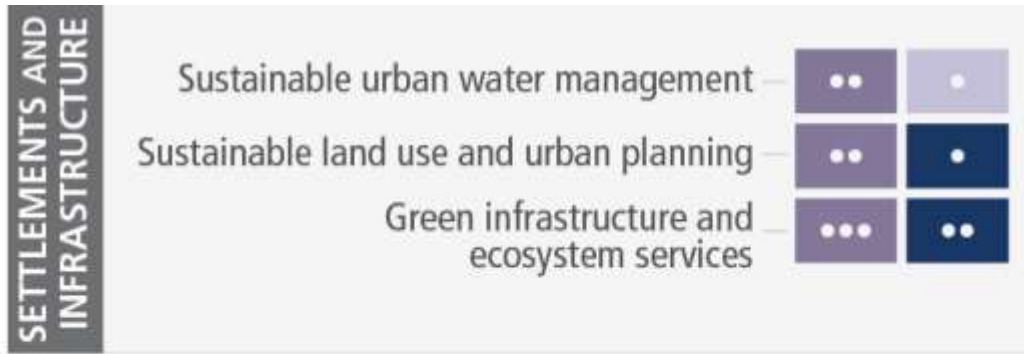 SETTLEMENTS AND
INFRASTRUCTURE
Sustainable urban water management
Sustainable land use and urban planning
Green infrastructure and
ecosystem services